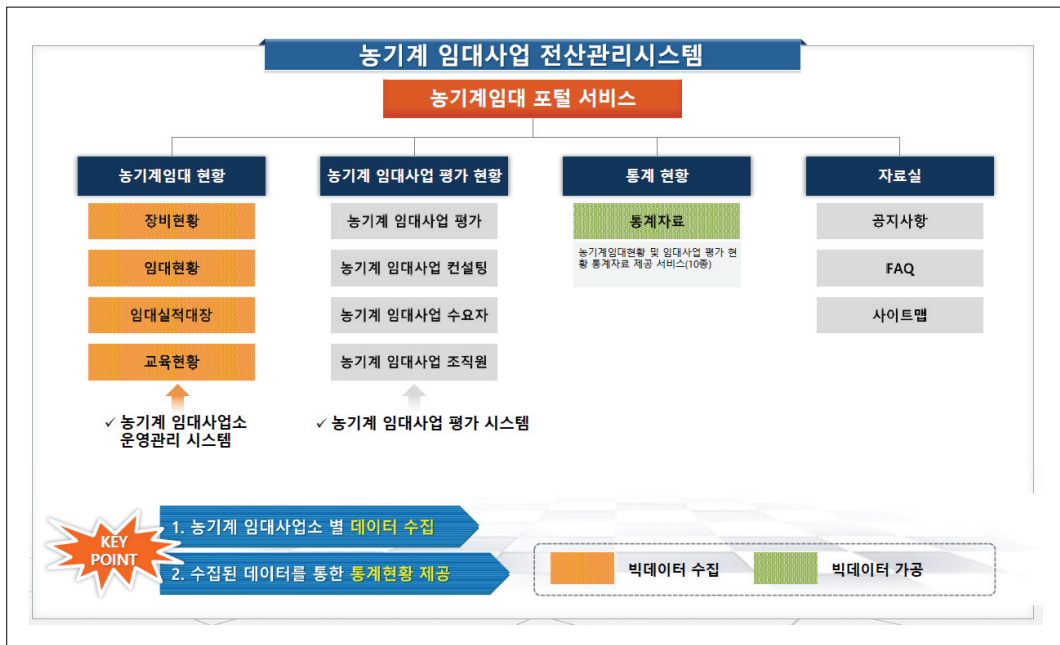 농기계 임대사업 전산관리시스템
농기계임대 포털 서비스
농기계임대 현황
장비현황
임대현황
임대실적대장
교육현황
✓ 농기계 임대사업소
운영관리 시스템
농기계 임대사업 평가 현황
농기계 임대사업 평가
농기계 임대사업 컨설팅
농기계 임대사업 수요자
농기계 임대사업 조직원
✓ 농기계 임대사업 평가 시스템
통계 현황
통계자료
농기계임대현황 및 임대사업 평가 현
황 통계자료 제공 서비스(10종)
자료실
공지사항
FAQ
사이트맵
KEY
POINT
1. 농기계 임대사업소 별 데이터 수집
2. 수집된 데이터를 통한 통계현황 제공
빅데이터 수집
빅데이터 가공